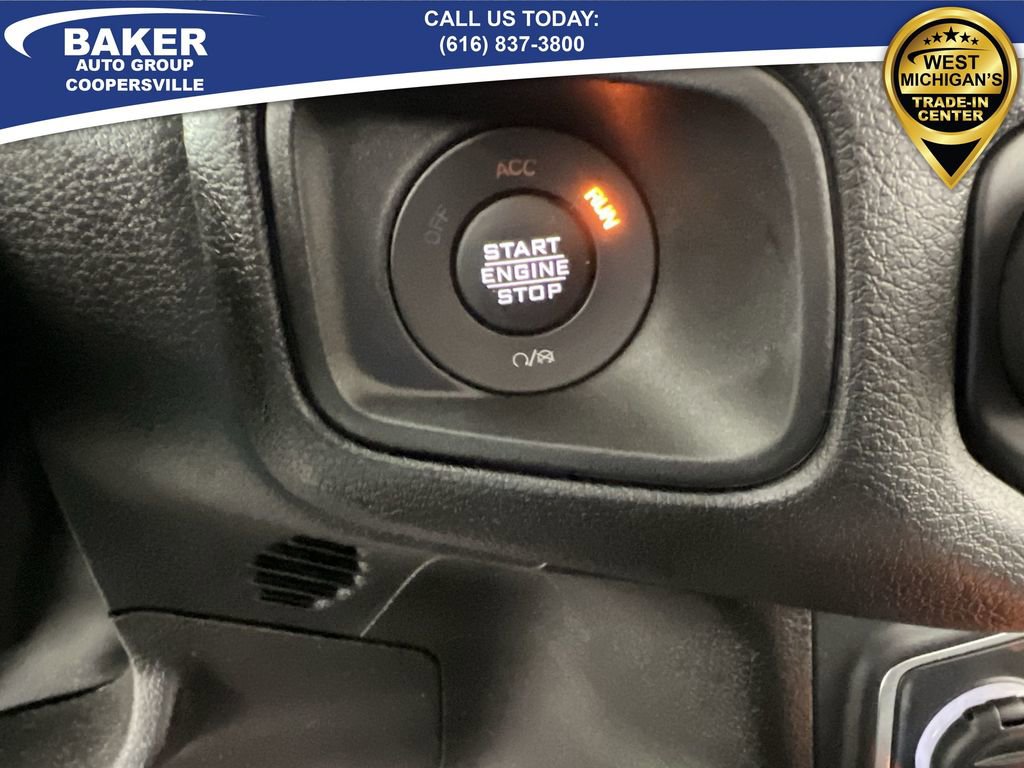 BAKER
AUTO GROUP
COOPERSVILLE
CALL US TODAY:
(616) 837-3800
WEST
MICHIGAN'S
TRADE-IN
CENTER
ACC
OFF
RUN
START
ENGINE
STOP